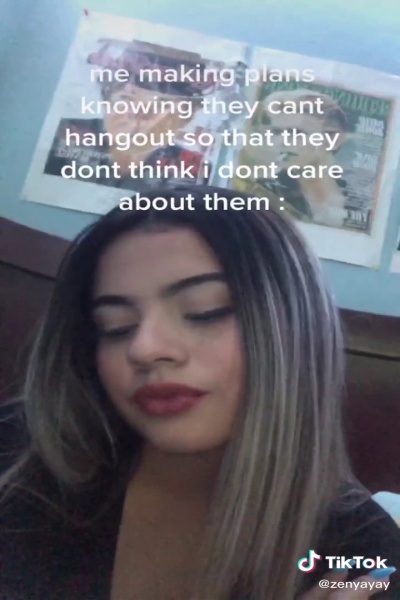 me making plans
knowing they cant
hangout so that they
dont think i dont care
about them :
TikTok
@zenyayay